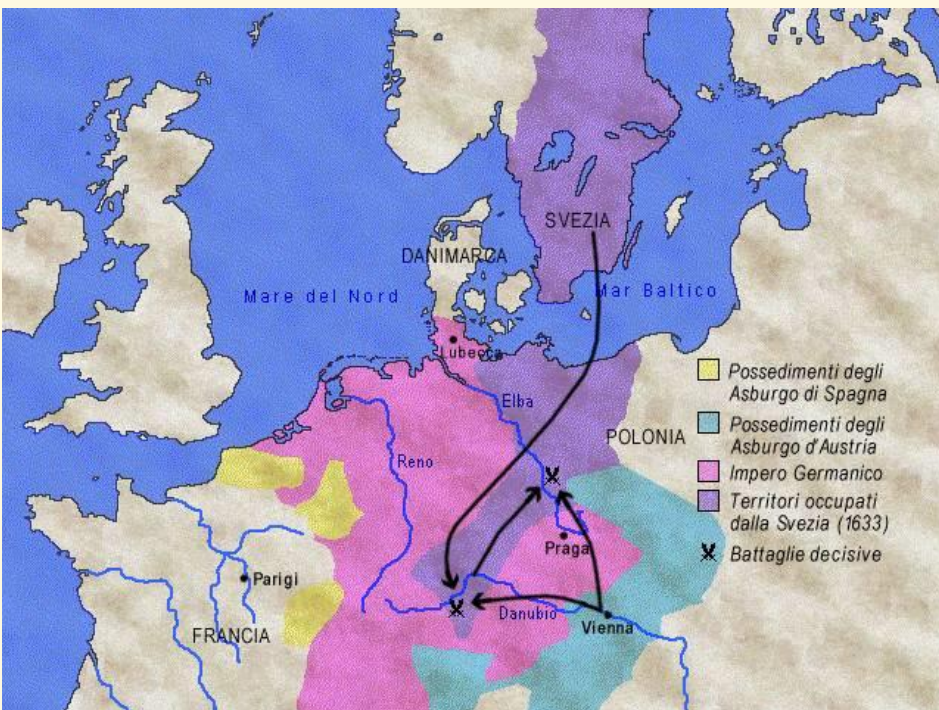 SVEZIA
DANIMARCA
Mare del Nord
Mar Baltico
Lubecca
Elba
POLONIA
Reno
Praga
Parigi
FRANCIA
Danubio
Vienna
Possedimenti degli
Asburgo di Spagna
Possedimenti degli
Asburgo d'Austria
Impero Germanico
Territori occupati
dalla Svezia (1633)
Battaglie decisive